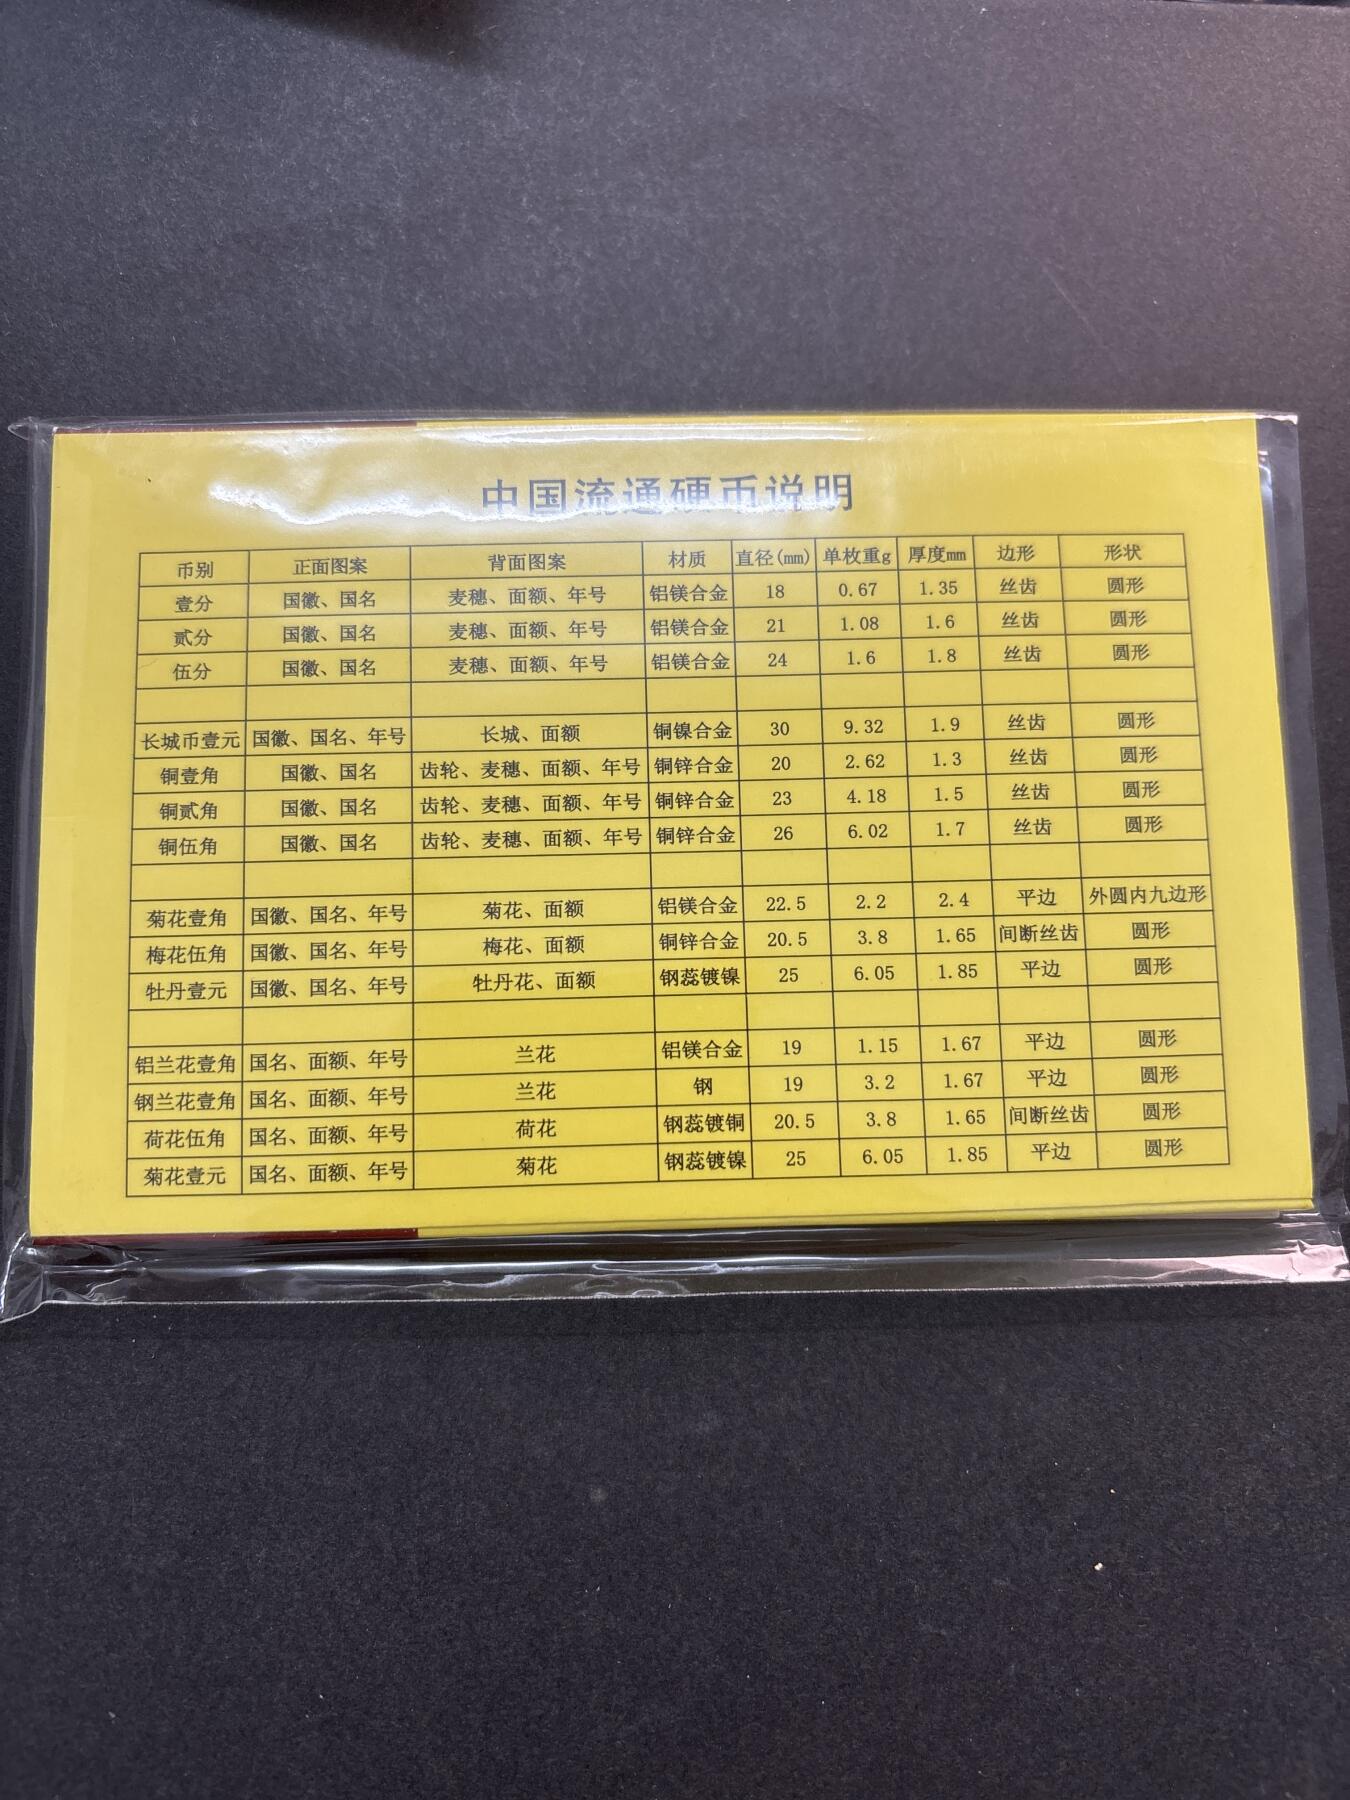 中国流通硬币说明
币别 正面图案 背面图案 材质 直径(mm) 单枚重g 厚度mm 边形 形状
壹分 国徽、国名 麦穗、面额、年号 铝镁合金 18 0.67 1.35 丝齿 圆形
贰分 国徽、国名 麦穗、面额、年号 铝镁合金 21 1.08 1.6 丝齿 圆形
伍分 国徽、国名 麦穗、面额、年号 铝镁合金 24 1.6 1.8 丝齿 圆形
长城币壹元 国徽、国名、年号 长城、面额 铜镍合金 30 9.32 1.9 丝齿 圆形
铜壹角 国徽、国名 齿轮、麦穗、面额、年号 铜锌合金 20 2.62 1.3 丝齿 圆形
铜贰角 国徽、国名 齿轮、麦穗、面额、年号 铜锌合金 23 4.18 1.5 丝齿 圆形
铜伍角 国徽、国名 齿轮、麦穗、面额、年号 铜锌合金 26 6.02 1.7 丝齿 圆形
菊花壹角 国徽、国名、年号 菊花、面额 铝镁合金 22.5 2.2 2.4 平边 外圆内九边形
梅花伍角 国徽、国名、年号 梅花、面额 铜锌合金 20.5 3.8 1.65 间断丝齿 圆形
牡丹壹元 国徽、国名、年号 牡丹花、面额 钢蕊镀镍 25 6.05 1.85 平边 圆形
铝兰花壹角 国名、面额、年号 兰花 铝镁合金 19 1.15 1.67 平边 圆形
钢兰花壹角 国名、面额、年号 兰花 钢 19 3.2 1.67 平边 圆形
荷花伍角 国名、面额、年号 荷花 钢蕊镀铜 20.5 3.8 1.65 间断丝齿 圆形
菊花壹元 国名、面额、年号 菊花 钢蕊镀镍 25 6.05 1.85 平边 圆形